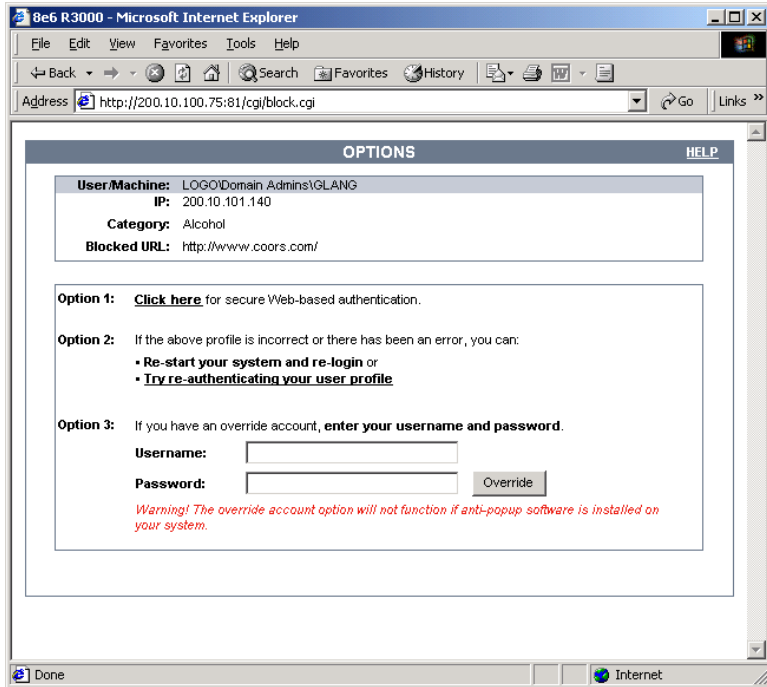 8e6 R3000 - Microsoft Internet Explorer
File Edit View Favorites Tools Help
Back Search Favorites History
Address http://200.10.100.75:81/cgi/block.cgi Go Links »
OPTIONS HELP
User/Machine: LOGO\Domain Admins\GLANG
IP: 200.10.101.140
Category: Alcohol
Blocked URL: http://www.coors.com/
Option 1: Click here for secure Web-based authentication.
Option 2: If the above profile is incorrect or there has been an error, you can:
• Re-start your system and re-login or
• Try re-authenticating your user profile
Option 3: If you have an override account, enter your username and password.
Username:
Password: Override
Warning! The override account option will not function if anti-popup software is installed on
your system.
Done Internet